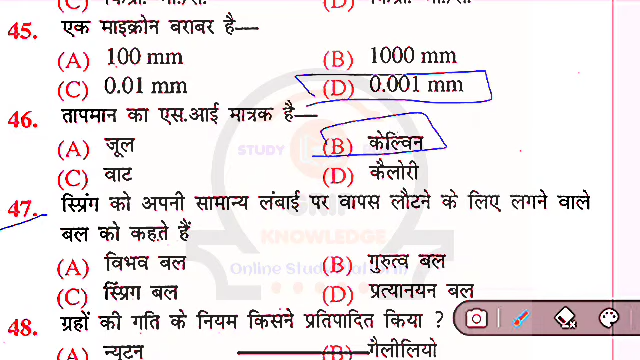 45. एक माइक्रोन बराबर है—
(A) 100 mm (B) 1000 mm
(C) 0.01 mm (D) 0.001 mm
46. तापमान का एस.आई मात्रक है—
(A) जूल (B) केल्विन
(C) वाट (D) कैलोरी
47. स्प्रिंग को अपनी सामान्य लंबाई पर वापस लौटने के लिए लगने वाले
बल को कहते हैं
(A) विभव बल (B) गुरुत्व बल
(C) स्प्रिग बल (D) प्रत्यानयन बल
48. ग्रहों की गति के नियम किसने प्रतिपादित किया ?
(A) न्यूटन (B) गैलीलियो
STUDY
KNOWLEDGE